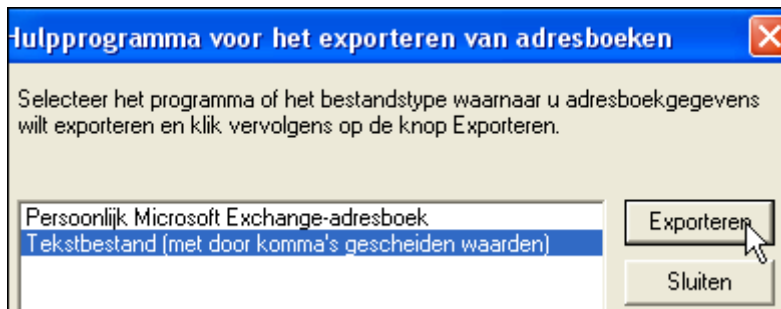 Hulpprogramma voor het exporteren van adresboeken
Selecteer het programma of het bestandstype waarnaar u adresboekgegevens
wilt exporteren en klik vervolgens op de knop Exporteren.
Persoonlijk Microsoft Exchange-adresboek
Exporteren
Tekstbestand (met door komma's gescheiden waarden)
Sluiten